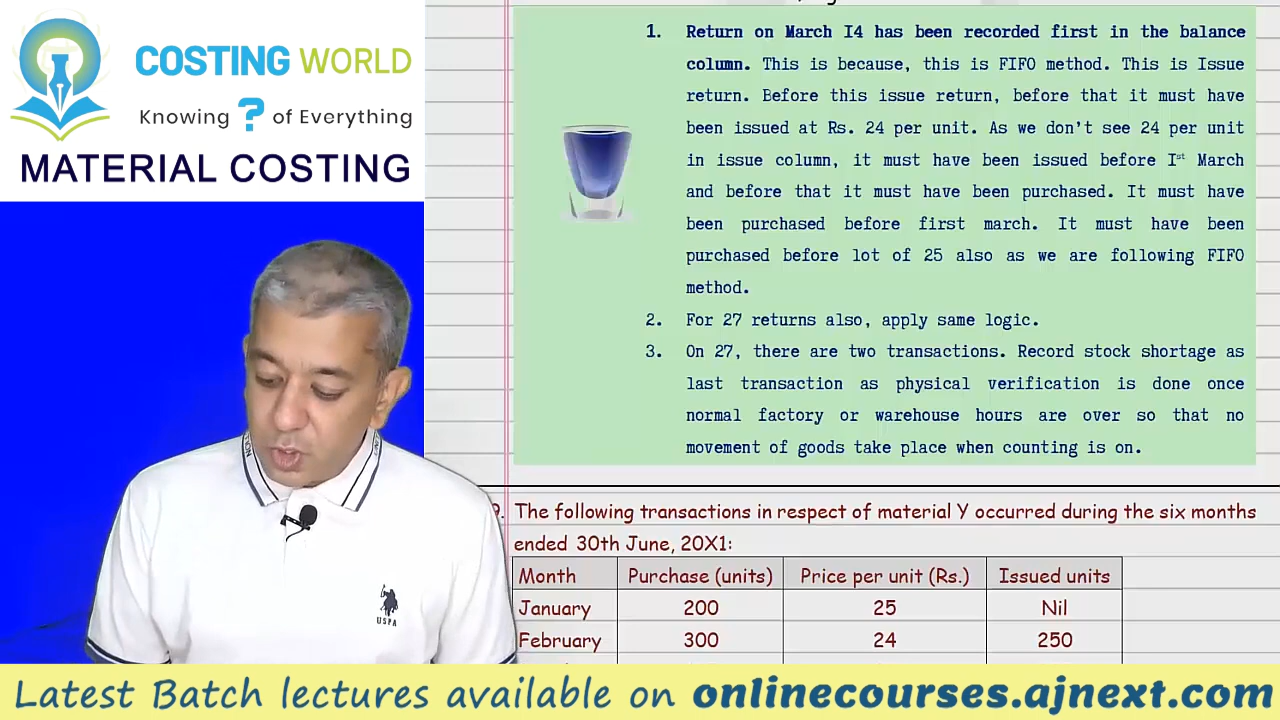 COSTING WORLD
Knowing ? of Everything
MATERIAL COSTING
1. Return on March I4 has been recorded first in the balance
column. This is because, this is FIFO method. This is Issue
return. Before this issue return, before that it must have
been issued at Rs. 24 per unit. As we don't see 24 per unit
in issue column, it must have been issued before Ist March
and before that it must have been purchased. It must have
been purchased before first march. It must have been
purchased before lot of 25 also as we are following FIFO
method.
2. For 27 returns also, apply same logic.
3. On 27, there are two transactions. Record stock shortage as
last transaction as physical verification is done once
normal factory or warehouse hours are over so that no
movement of goods take place when counting is on.
9. The following transactions in respect of material Y occurred during the six months
ended 30th June, 20X1:
Month Purchase (units) Price per unit (Rs.) Issued units
January 200 25 Nil
February 300 24 250
USPA
Latest Batch lectures available on onlinecourses.ajnext.com